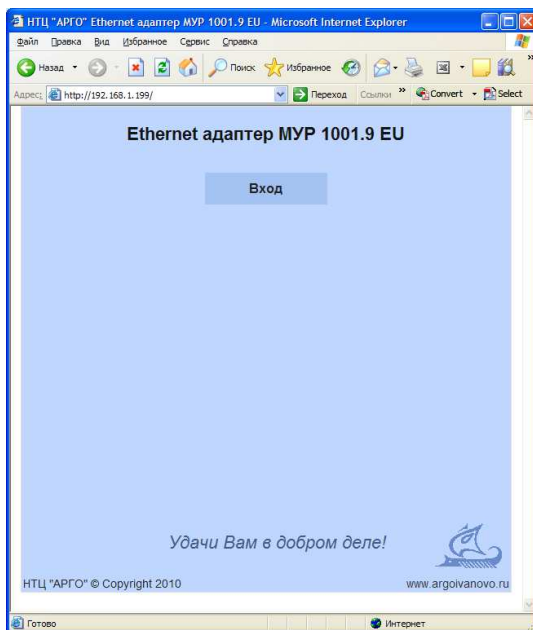 НТЦ "АРГО" Ethernet адаптер МУР 1001.9 EU - Microsoft Internet Explorer
Файл Правка Вид Избранное Сервис Справка
Назад Поиск Избранное
Адрес: http://192.168.1.199/ Переход Ссылки » Convert Select
Ethernet адаптер МУР 1001.9 EU
Вход
Удачи Вам в добром деле!
НТЦ "АРГО" © Copyright 2010 www.argoivanovo.ru
Готово Интернет